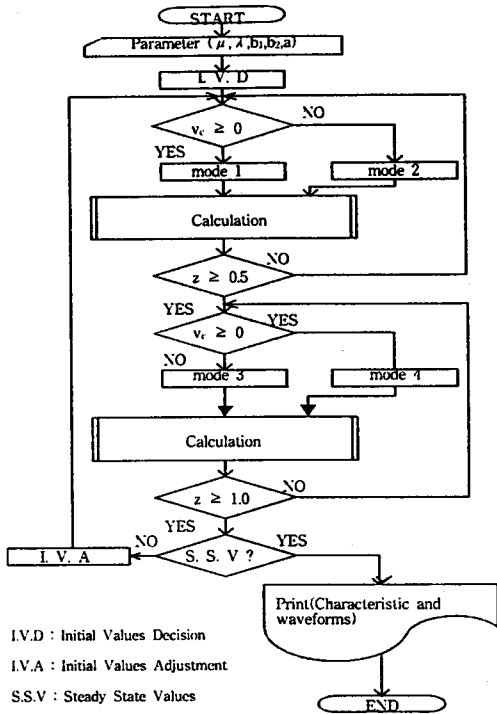 START
Parameter (μ, λ, b₁, b₂, a)
I. V. D
v_c ≥ 0
NO
YES
mode 1
mode 2
Calculation
z ≥ 0.5
NO
YES
v_c ≥ 0
YES
NO
mode 3
mode 4
Calculation
z ≥ 1.0
NO
YES
I. V. A
NO
S. S. V ?
YES
Print(Characteristic and
waveforms)
I.V.D : Initial Values Decision
I.V.A : Initial Values Adjustment
S.S.V : Steady State Values
END